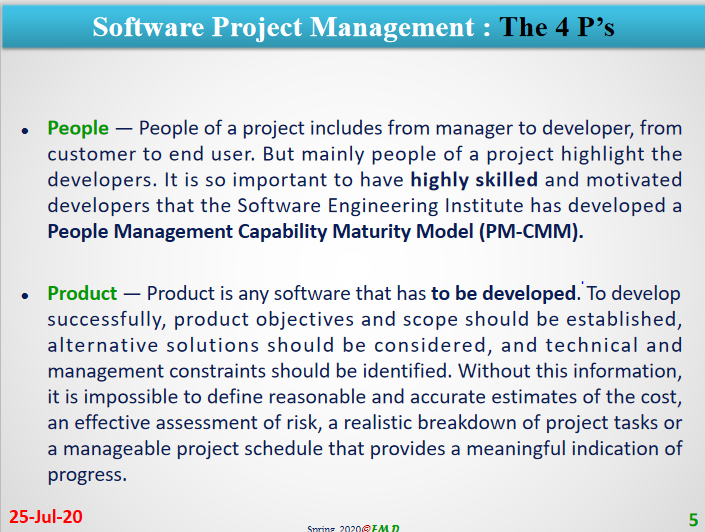 Software Project Management : The 4 P’s
• People — People of a project includes from manager to developer, from
customer to end user. But mainly people of a project highlight the
developers. It is so important to have highly skilled and motivated
developers that the Software Engineering Institute has developed a
People Management Capability Maturity Model (PM-CMM).
• Product — Product is any software that has to be developed. To develop
successfully, product objectives and scope should be established,
alternative solutions should be considered, and technical and
management constraints should be identified. Without this information,
it is impossible to define reasonable and accurate estimates of the cost,
an effective assessment of risk, a realistic breakdown of project tasks or
a manageable project schedule that provides a meaningful indication of
progress.
25-Jul-20
Spring_2020@FMD
5